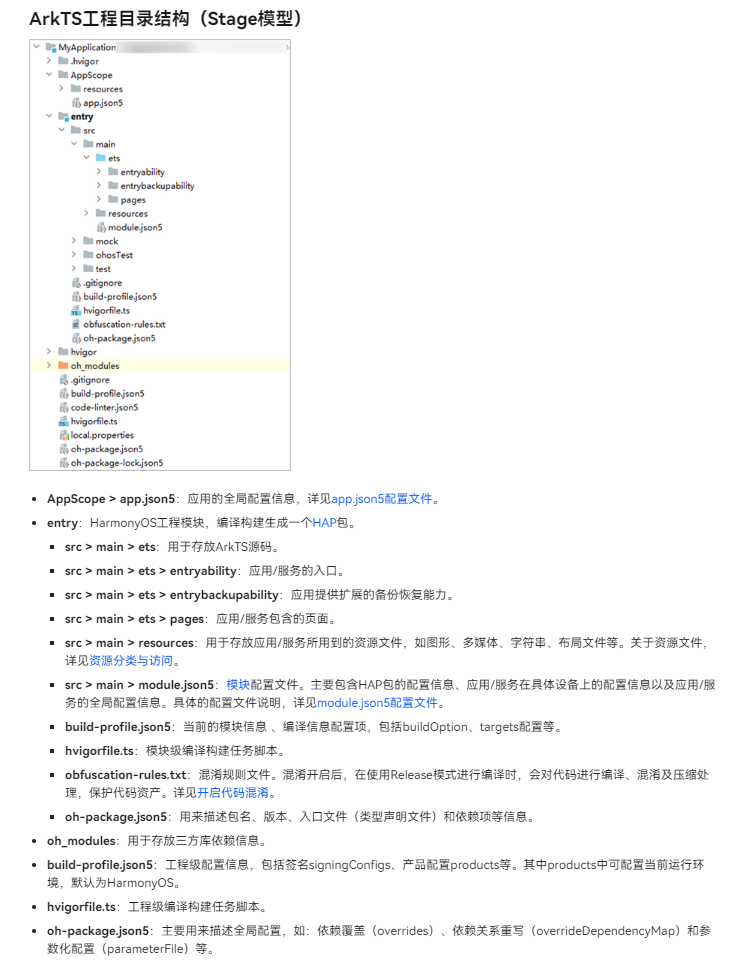 ArkTS工程目录结构（Stage模型）
MyApplication
.hvigor
AppScope
resources
app.json5
entry
src
main
ets
entryability
entrybackupability
pages
resources
module.json5
mock
ohosTest
test
.gitignore
build-profile.json5
hvigorfile.ts
obfuscation-rules.txt
oh-package.json5
hvigor
oh_modules
.gitignore
build-profile.json5
code-linter.json5
hvigorfile.ts
local.properties
oh-package.json5
oh-package-lock.json5
AppScope > app.json5：应用的全局配置信息，详见app.json5配置文件。
entry：HarmonyOS工程模块，编译构建生成一个HAP包。
src > main > ets：用于存放ArkTS源码。
src > main > ets > entryability：应用/服务的入口。
src > main > ets > entrybackupability：应用提供扩展的备份恢复能力。
src > main > ets > pages：应用/服务包含的页面。
src > main > resources：用于存放应用/服务所用到的资源文件，如图形、多媒体、字符串、布局文件等。关于资源文件，
详见资源分类与访问。
src > main > module.json5：模块配置文件。主要包含HAP包的配置信息、应用/服务在具体设备上的配置信息以及应用/服
务的全局配置信息。具体的配置文件说明，详见module.json5配置文件。
build-profile.json5：当前的模块信息 、编译信息配置项，包括buildOption、targets配置等。
hvigorfile.ts：模块级编译构建任务脚本。
obfuscation-rules.txt：混淆规则文件。混淆开启后，在使用Release模式进行编译时，会对代码进行编译、混淆及压缩处
理，保护代码资产。详见开启代码混淆。
oh-package.json5：用来描述包名、版本、入口文件（类型声明文件）和依赖项等信息。
oh_modules：用于存放三方库依赖信息。
build-profile.json5：工程级配置信息，包括签名signingConfigs、产品配置products等。其中products中可配置当前运行环
境，默认为HarmonyOS。
hvigorfile.ts：工程级编译构建任务脚本。
oh-package.json5：主要用来描述全局配置，如：依赖覆盖（overrides）、依赖关系重写（overrideDependencyMap）和参
数化配置（parameterFile）等。